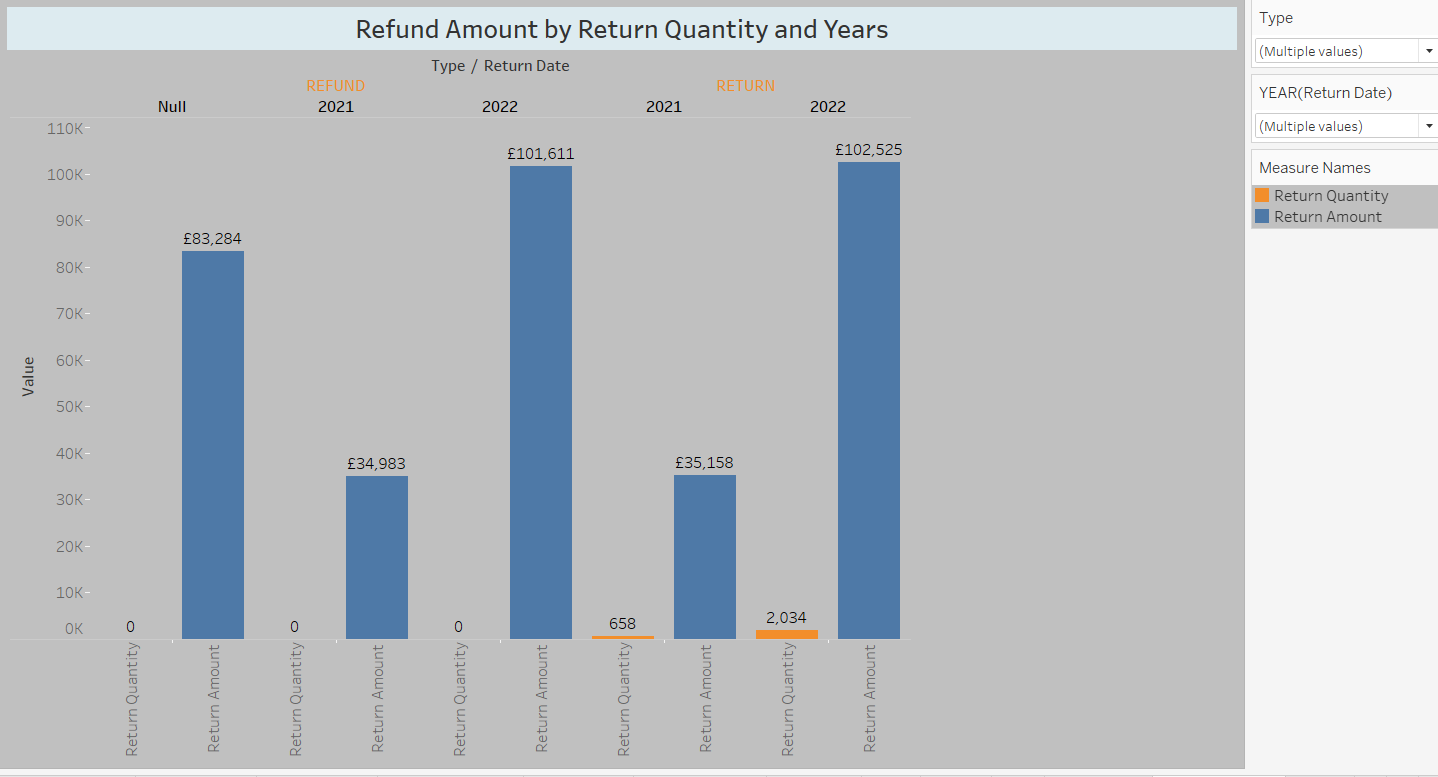 Refund Amount by Return Quantity and Years
Type / Return Date
REFUND RETURN
Null 2021 2022 2021 2022
110K
100K
90K
80K
70K
60K
50K
40K
30K
20K
10K
0K
Value
0 £83,284 0 £34,983 0 £101,611 658 £35,158 2,034 £102,525
Return Quantity
Return Amount
Return Quantity
Return Amount
Return Quantity
Return Amount
Return Quantity
Return Amount
Return Quantity
Return Amount
Type
(Multiple values)
YEAR(Return Date)
(Multiple values)
Measure Names
Return Quantity
Return Amount